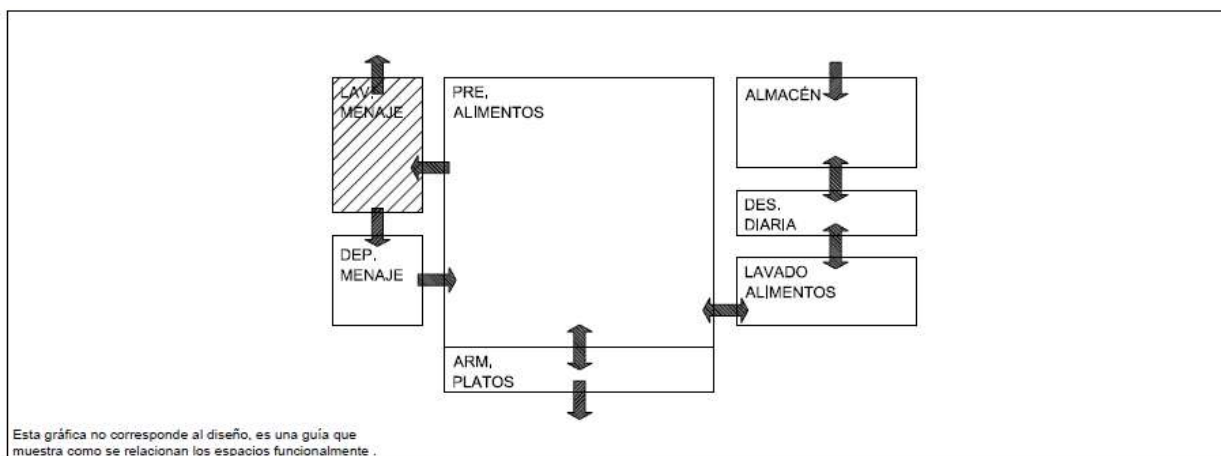 LAV.
MENAJE
PRE,
ALIMENTOS
ALMACÉN
DES.
DIARIA
DEP.
MENAJE
LAVADO
ALIMENTOS
ARM,
PLATOS
Esta gráfica no corresponde al diseño, es una guía que
muestra como se relacionan los espacios funcionalmente .